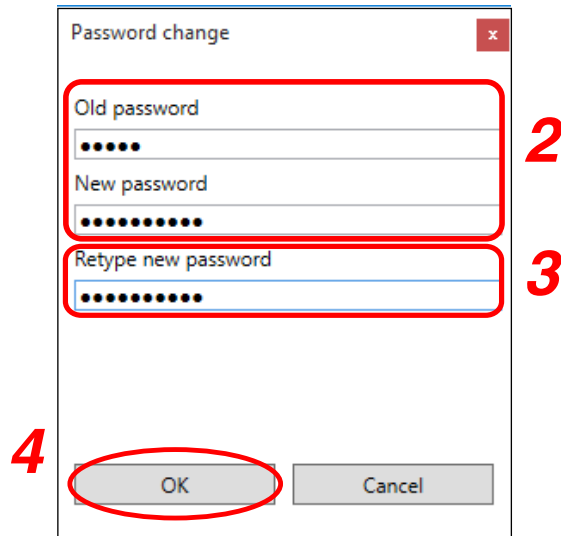 Password change
x
Old password
•••••
2
New password
••••••••••
Retype new password
3
••••••••••
4
OK
Cancel